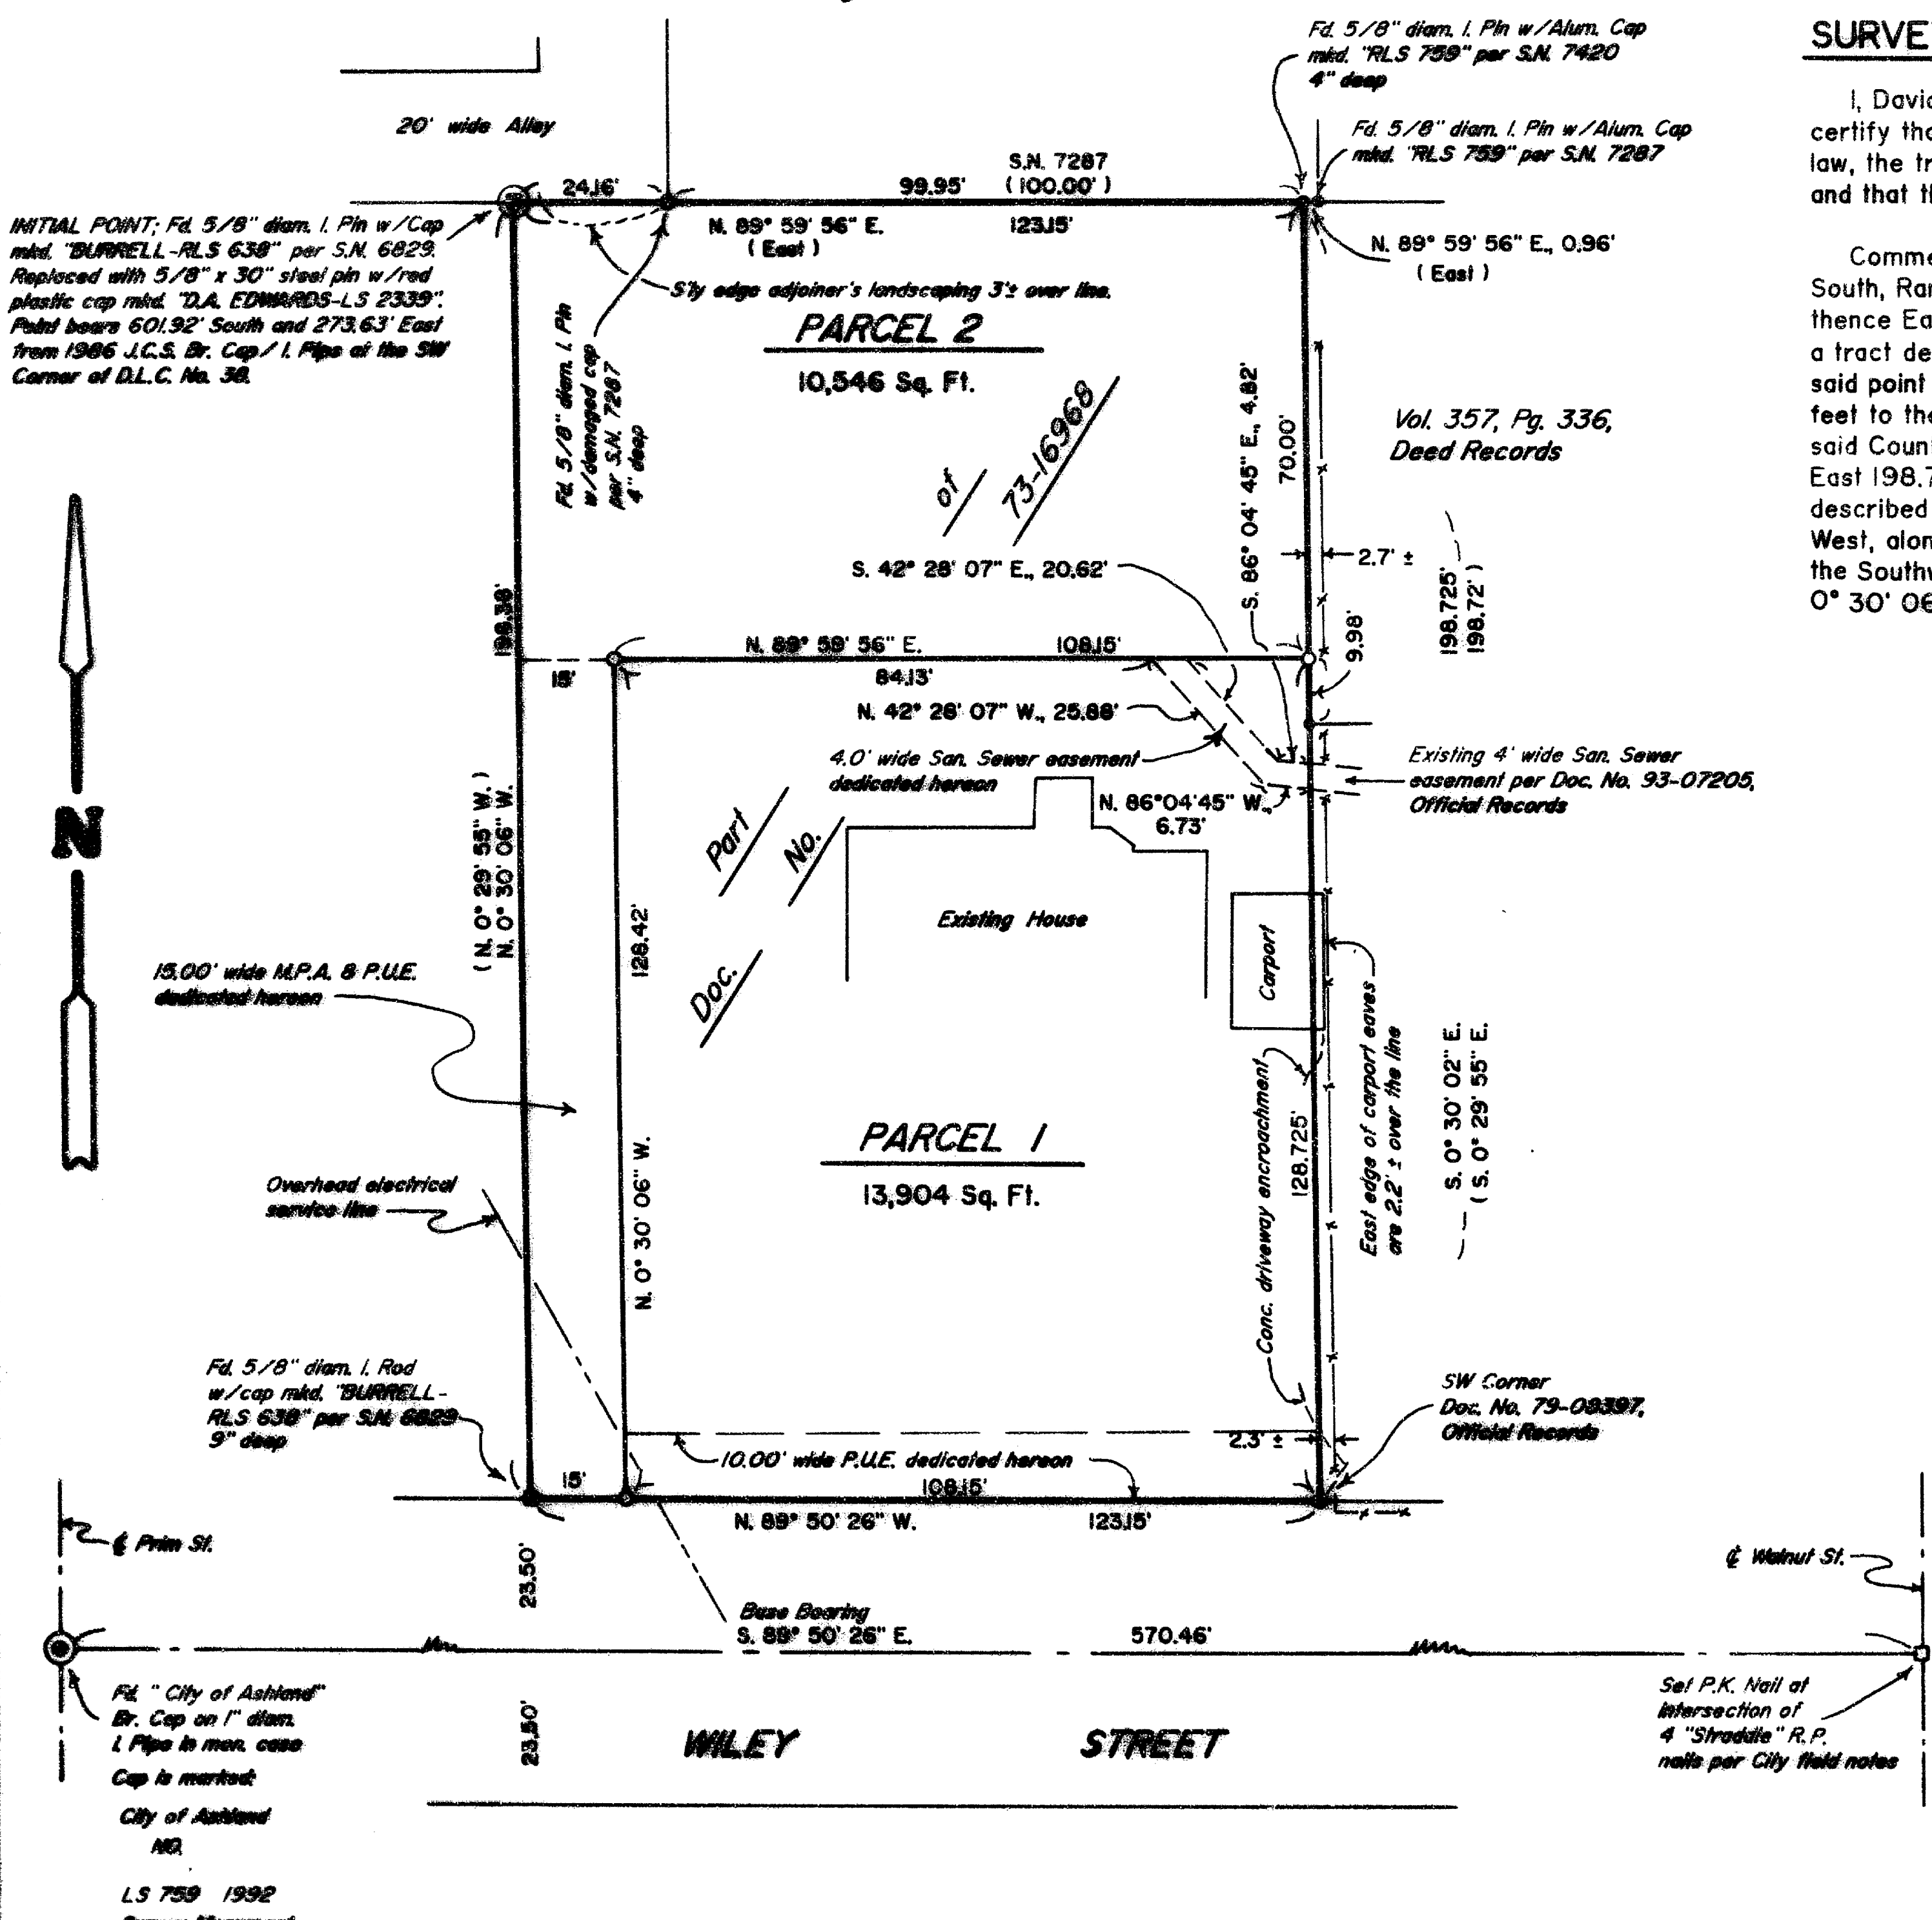 Fd. 5/8" diam. I. Pin w/Alum. Cap
mkd. "RLS 759" per S.N. 7420
4" deep
SURVE
20' wide Alley
Fd. 5/8" diam. I. Pin w/Alum. Cap
mkd. "RLS 759" per S.N. 7287
I, David
certify tha
law, the tr
and that th
24.16'
99.95'
S.N. 7287
( 100.00' )
N. 89° 59' 56" E.
( East )
123.15'
N. 89° 59' 56" E., 0.96'
( East )
INITIAL POINT; Fd. 5/8" diam. I. Pin w/Cap
mkd. "BURRELL-RLS 638" per S.N. 6829.
Replaced with 5/8" x 30" steel pin w/red
plastic cap mkd. "D.A. EDWARDS-LS 2339".
Point bears 601.92' South and 273.63' East
from 1986 J.C.S. Br. Cap/ I. Pipe at the SW
Corner of D.L.C. No. 38.
S'ly edge adjoiner's landscaping 3'± over line.
Fd. 5/8" diam. I. Pin
w/damaged cap
per S.N. 7287
4" deep
PARCEL 2
10,546 Sq. Ft.
Comme
South, Ran
thence Ea
a tract de
said point
feet to the
said Coun
East 198.7
described
West, alon
the Southw
0° 30' 06
of
73-16968
S. 86° 04' 45" E., 4.82'
70.00'
Vol. 357, Pg. 336,
Deed Records
2.7' ±
198.725'
198.72' )
S. 42° 28' 07" E., 20.62'
198.38'
N. 89° 59' 56" E.
108.15'
15'
84.13'
9.98'
N. 42° 28' 07" W., 25.88'
4.0' wide San. Sewer easement
dedicated hereon
N. 86°04'45" W.,
6.73'
Existing 4' wide San. Sewer
easement per Doc. No. 93-07205,
Official Records
( N. 0° 29' 55" W. )
N. 0° 30' 06" W.
N
Part
No.
Doc.
Existing House
Carport
128.42'
15.00' wide M.P.A. & P.U.E.
dedicated hereon
East edge of carport eaves
are 2.2' ± over the line
S. 0° 30' 02" E.
( S. 0° 29' 55" E.
Conc. driveway encroachment
128.725'
PARCEL 1
13,904 Sq. Ft.
N. 0° 30' 06" W.
Overhead electrical
service line
Fd. 5/8" diam. I. Rod
w/cap mkd. "BURRELL-
RLS 638" per S.N. 6829
9" deep
SW Corner
Doc. No. 79-09397,
Official Records
2.3' ±
10.00' wide P.U.E. dedicated hereon
15'
108.15'
N. 89° 50' 26" W.
123.15'
℄ Prim St.
23.50'
℄ Walnut St.
Base Bearing
S. 89° 50' 26" E.
570.46'
Fd. "City of Ashland"
Br. Cap on 1" diam.
I. Pipe in mon. case
Cap is marked:
City of Ashland
NO.
LS 759 1992
23.50'
WILEY STREET
Set P.K. Nail at
intersection of
4 "Straddle" R.P.
nails per City field notes